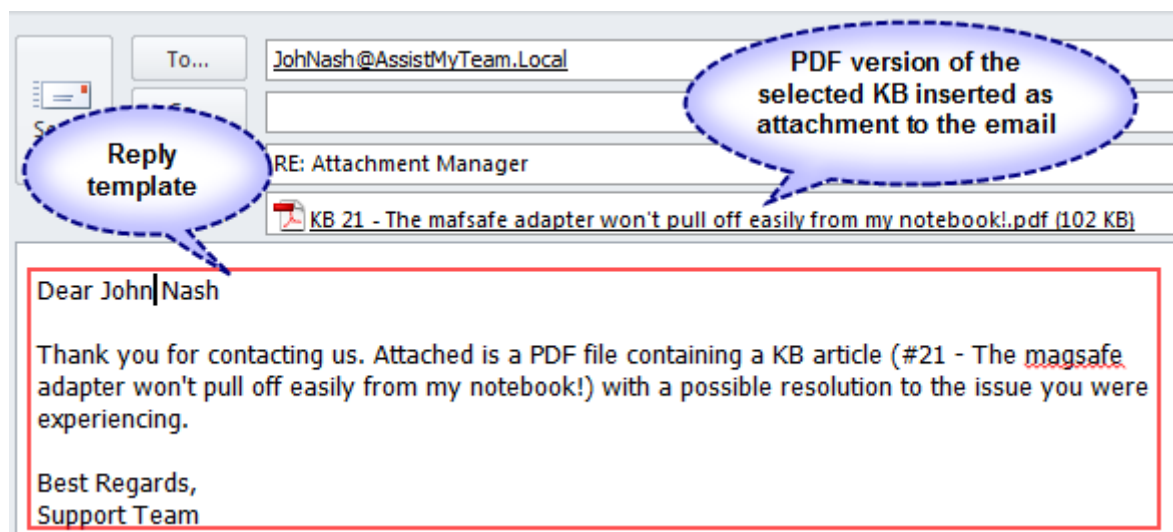 To...
JohNash@AssistMyTeam.Local
PDF version of the
selected KB inserted as
attachment to the email
Reply
template
RE: Attachment Manager
KB 21 - The mafsafe adapter won't pull off easily from my notebook!.pdf (102 KB)
Dear John Nash
Thank you for contacting us. Attached is a PDF file containing a KB article (#21 - The magsafe
adapter won't pull off easily from my notebook!) with a possible resolution to the issue you were
experiencing.
Best Regards,
Support Team